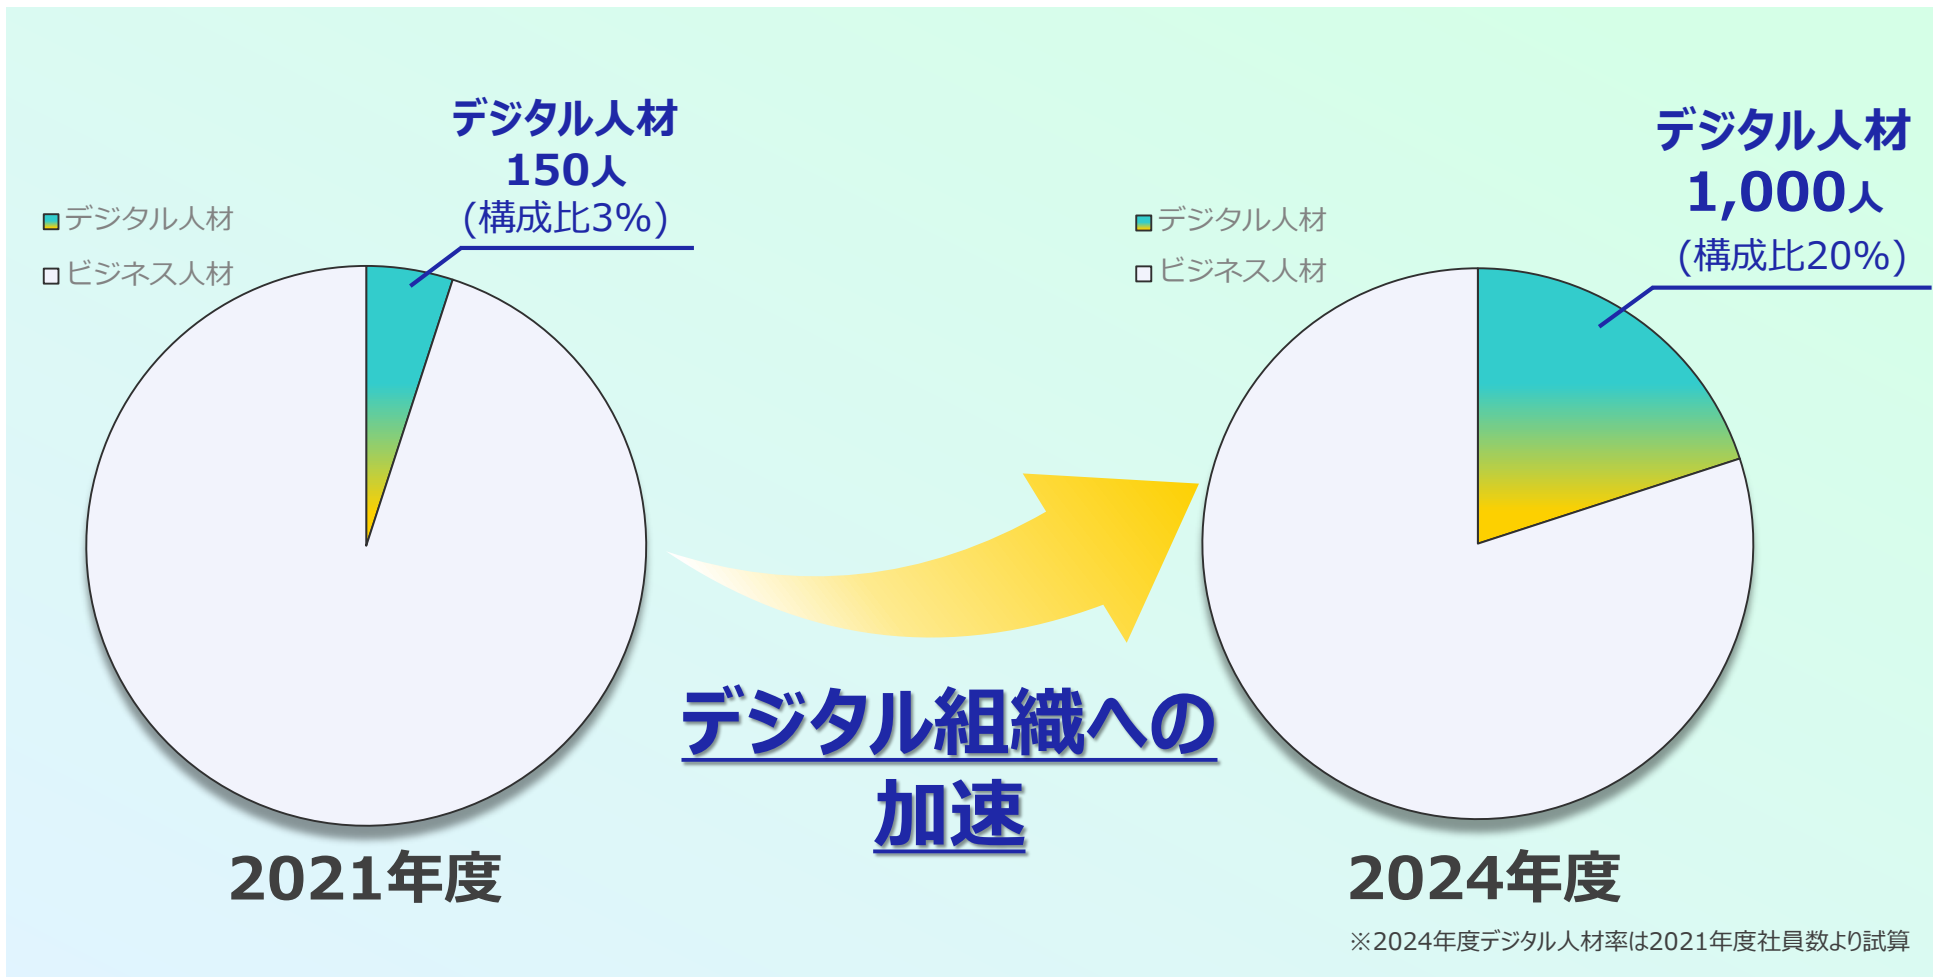 デジタル人材
150人
(構成比3%)
デジタル人材
ビジネス人材
2021年度
デジタル組織への
加速
デジタル人材
1,000人
(構成比20%)
デジタル人材
ビジネス人材
2024年度
※2024年度デジタル人材率は2021年度社員数より試算